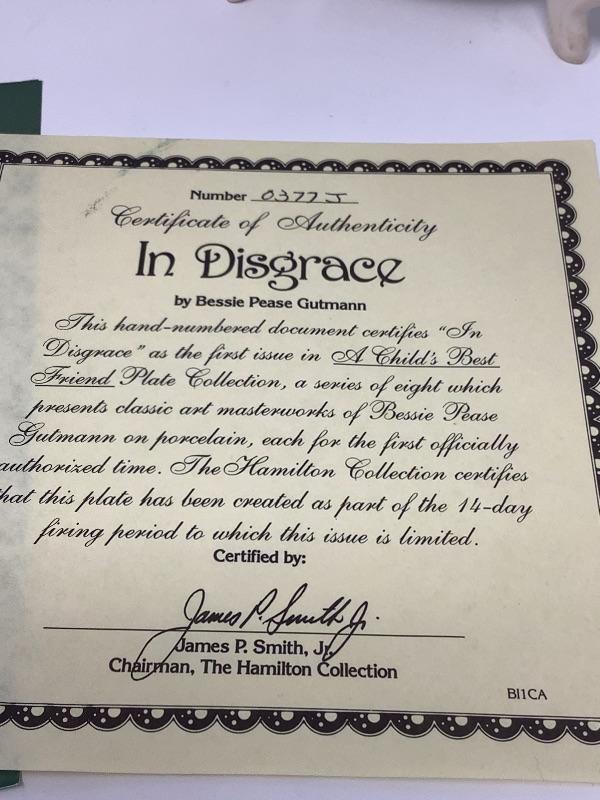 Number 0377J
Certificate of Authenticity
In Disgrace
by Bessie Pease Gutmann
This hand-numbered document certifies "In
Disgrace" as the first issue in A Child's Best
Friend Plate Collection, a series of eight which
presents classic art masterworks of Bessie Pease
Gutmann on porcelain, each for the first officially
authorized time. The Hamilton Collection certifies
that this plate has been created as part of the 14-day
firing period to which this issue is limited.
Certified by:
James P. Smith Jr.
James P. Smith, Jr.
Chairman, The Hamilton Collection
BI1CA